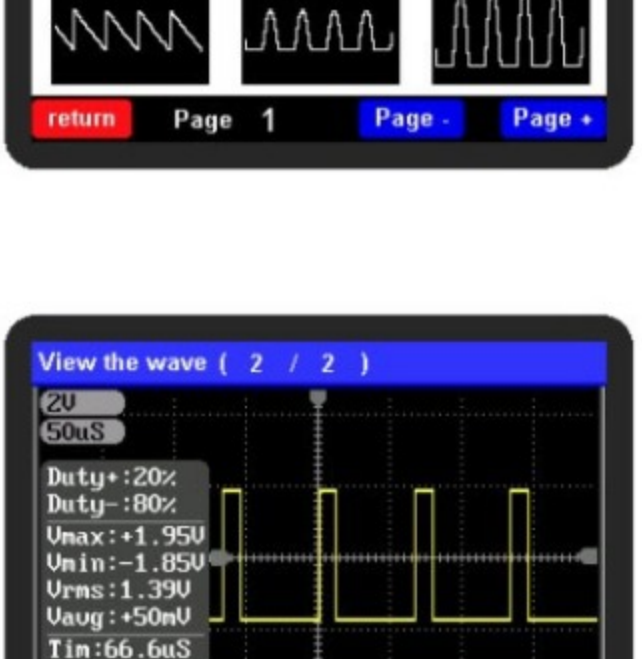 return Page 1 Page - Page +
View the wave ( 2 / 2 )
2V
50uS
Duty+:20%
Duty-:80%
Vmax:+1.95V
Vmin:-1.85V
Vrms:1.39V
Vavg:+50mV
Tim:66.6uS